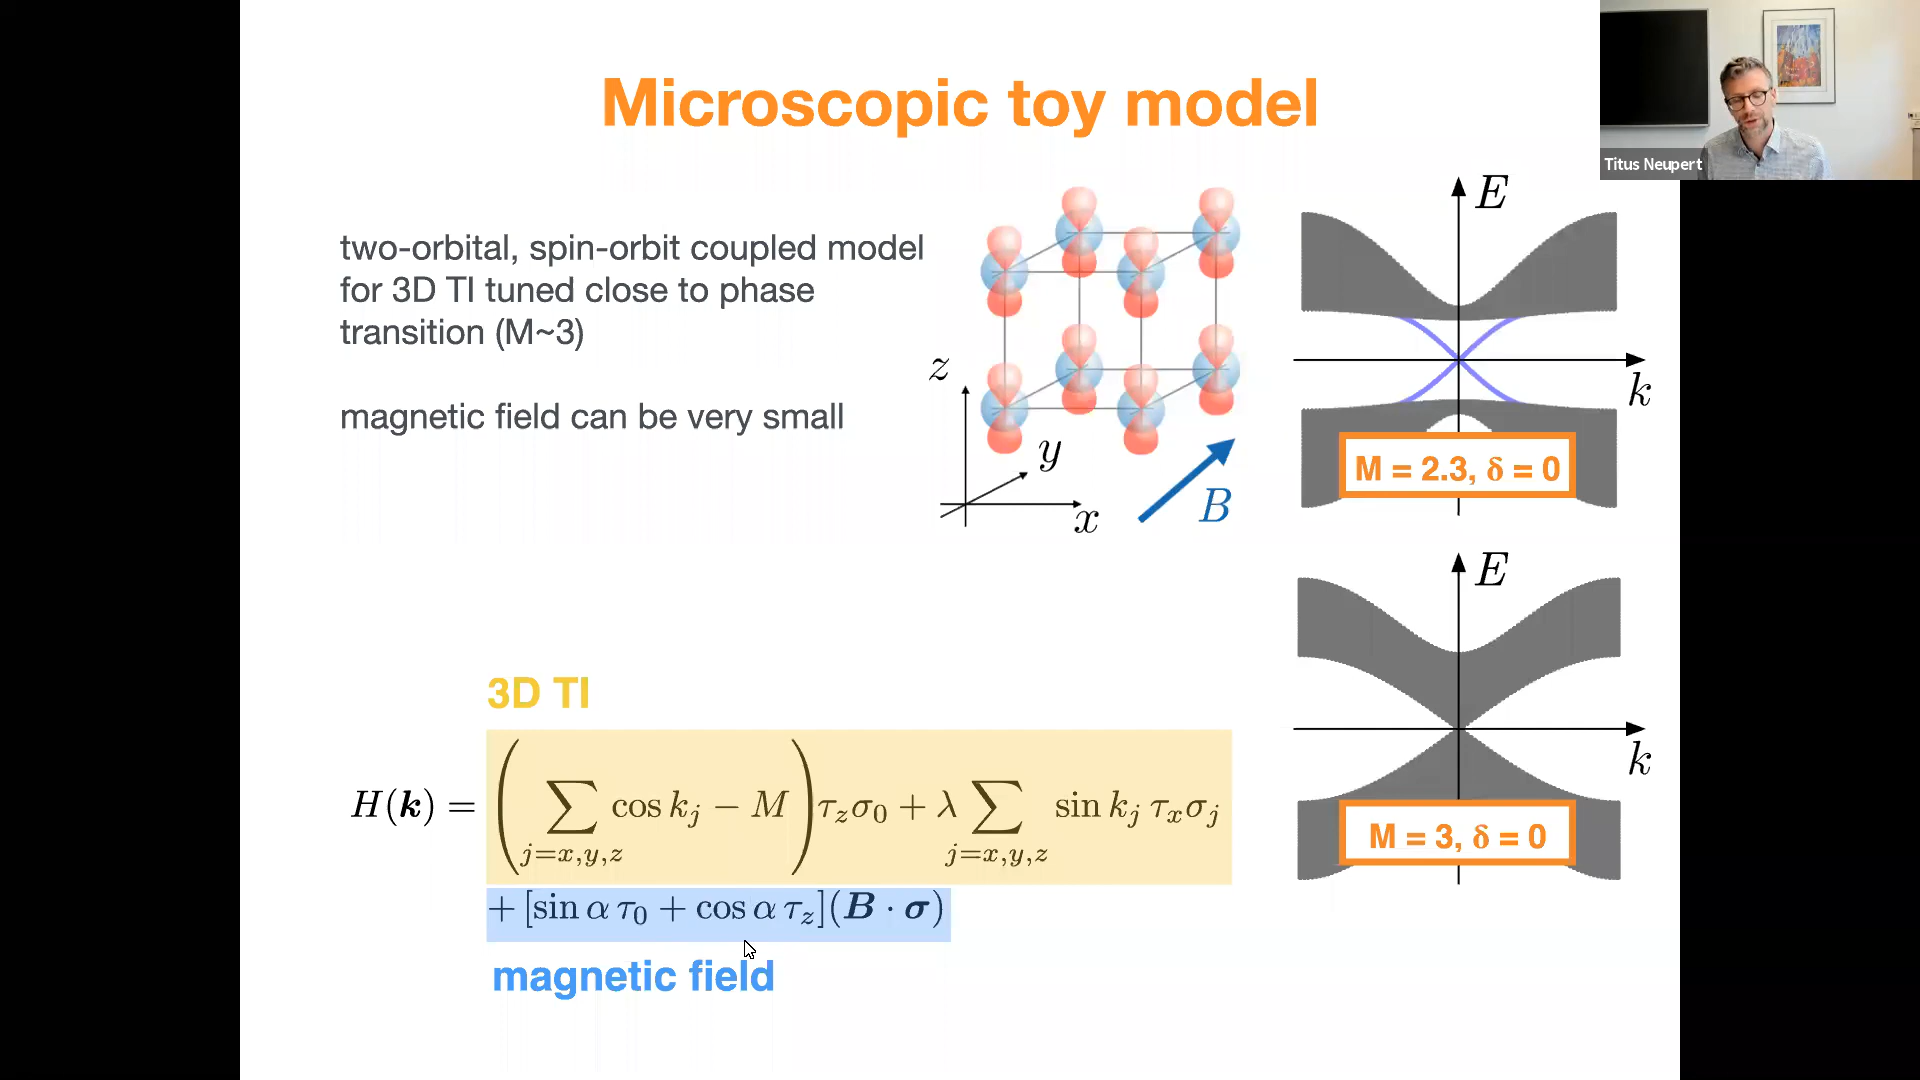 Microscopic toy model
Titus Neupert
two-orbital, spin-orbit coupled model
for 3D TI tuned close to phase
transition (M~3)
magnetic field can be very small
z
y
x
B
E
k
M = 2.3, δ = 0
E
k
M = 3, δ = 0
3D TI
H(k) = ( ∑_{j=x,y,z} cos k_j − M ) τ_z σ_0 + λ ∑_{j=x,y,z} sin k_j τ_x σ_j
+ [sin α τ_0 + cos α τ_z](B · σ)
magnetic field